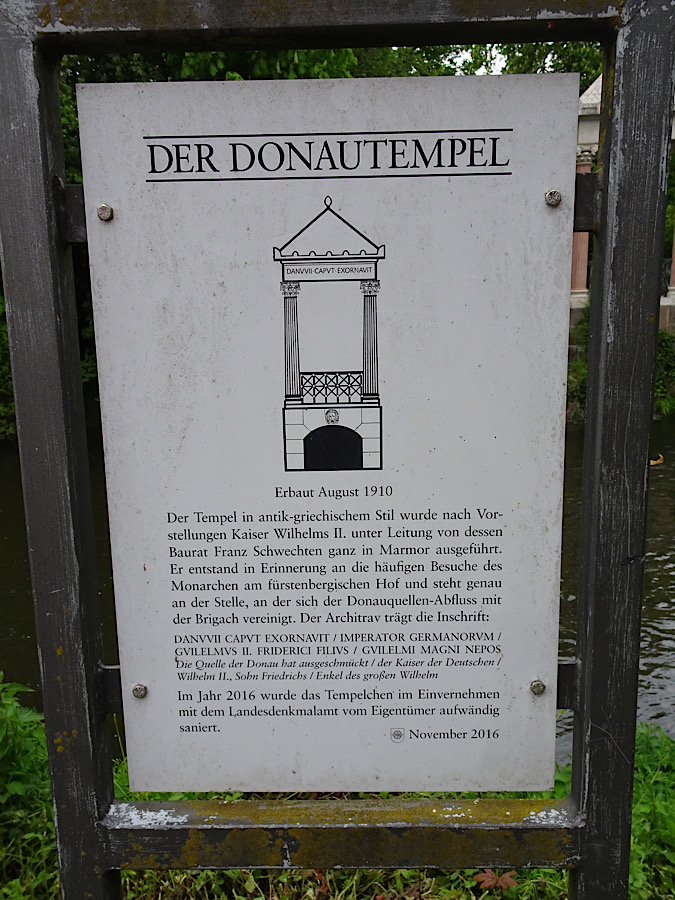 DER DONAUTEMPEL
DANVVII·CAPVT·EXORNAVIT
Erbaut August 1910
Der Tempel in antik-griechischem Stil wurde nach Vor-
stellungen Kaiser Wilhelms II. unter Leitung von dessen
Baurat Franz Schwechten ganz in Marmor ausgeführt.
Er entstand in Erinnerung an die häufigen Besuche des
Monarchen am fürstenbergischen Hof und steht genau
an der Stelle, an der sich der Donauquellen-Abfluss mit
der Brigach vereinigt. Der Architrav trägt die Inschrift:
DANVVII CAPVT EXORNAVIT / IMPERATOR GERMANORVM /
GVILELMVS II. FRIDERICI FILIVS / GVILELMI MAGNI NEPOS
Die Quelle der Donau hat ausgeschmückt / der Kaiser der Deutschen /
Wilhelm II., Sohn Friedrichs / Enkel des großen Wilhelm
Im Jahr 2016 wurde das Tempelchen im Einvernehmen
mit dem Landesdenkmalamt vom Eigentümer aufwändig
saniert.
November 2016